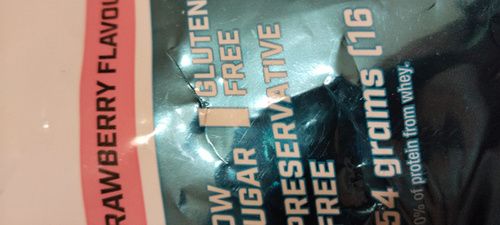 RAWBERRY FLAVOU
GLUTEN
FREE
OW
UGAR
PRESERVATIVE
FREE
54 grams (16
0% of protein from whey.